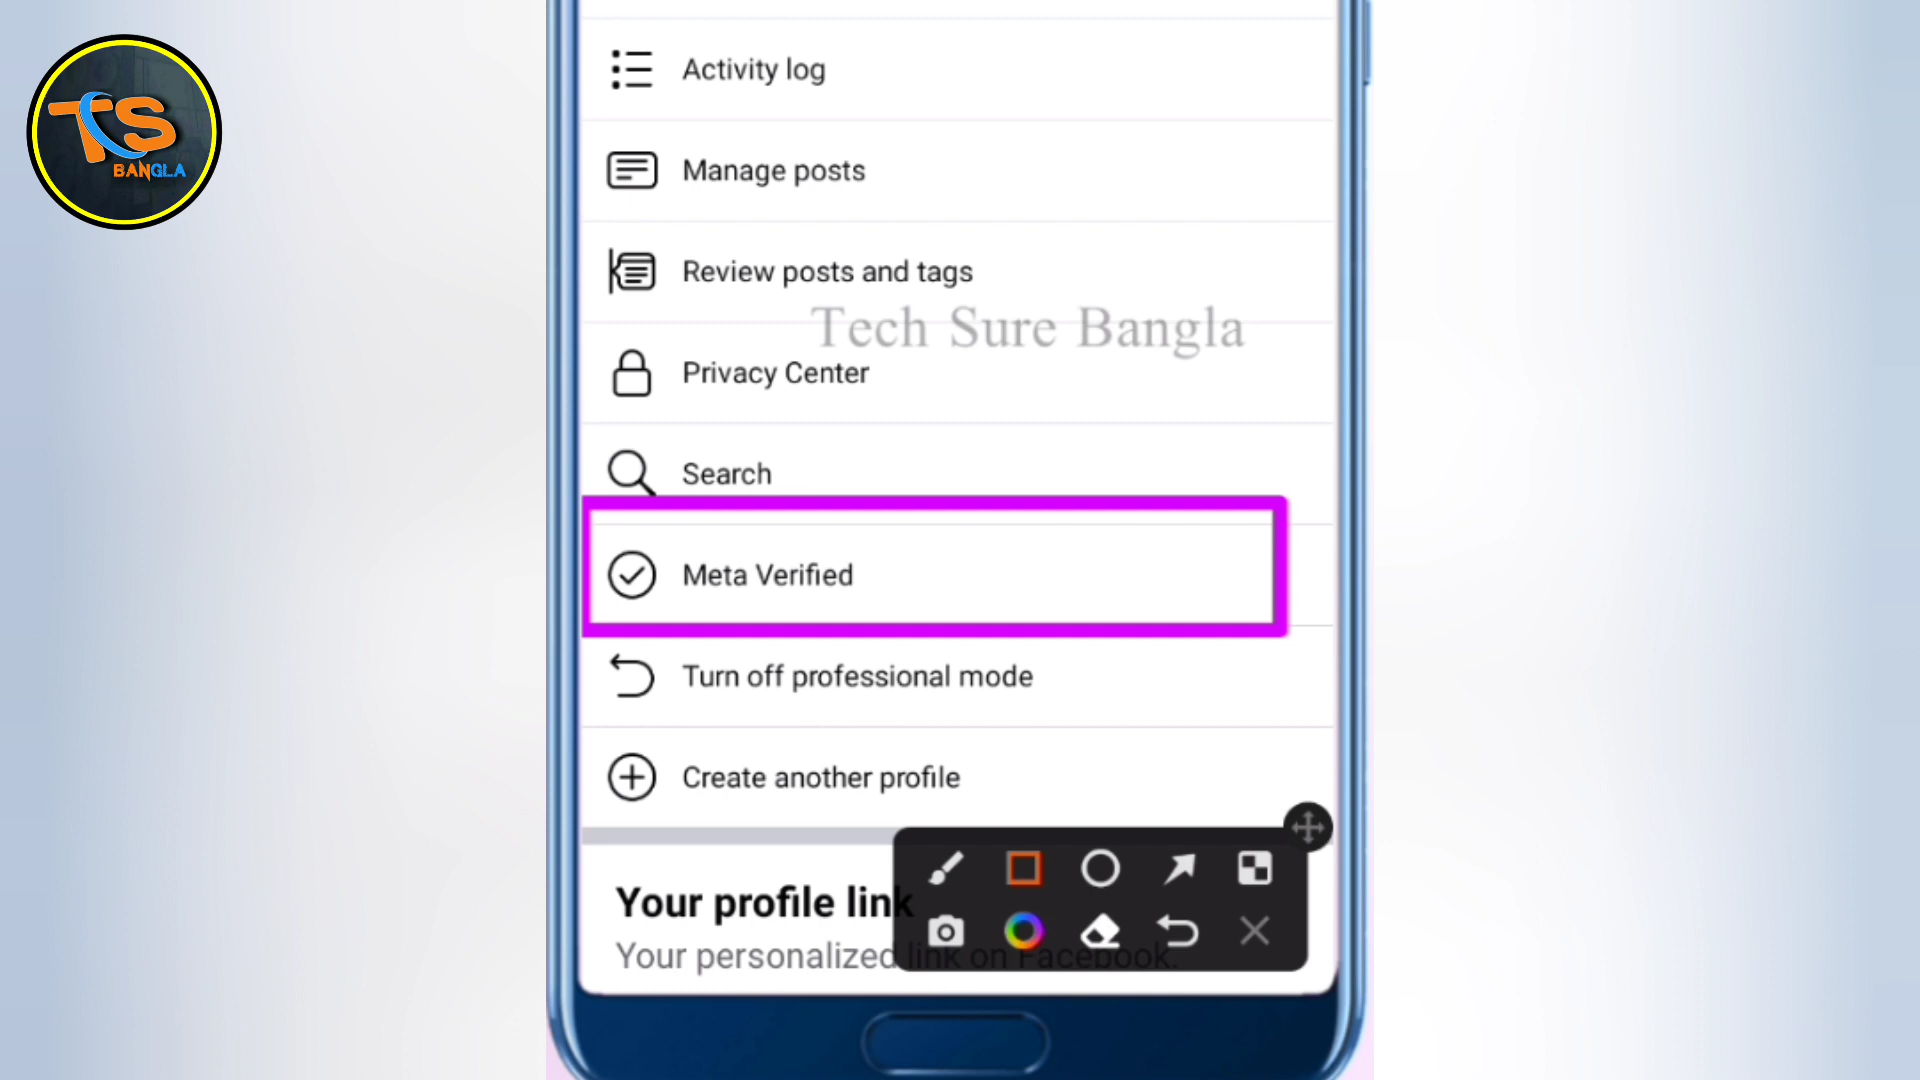 TS
BANGLA
Activity log
Manage posts
Review posts and tags
Tech Sure Bangla
Privacy Center
Search
Meta Verified
Turn off professional mode
Create another profile
Your profile link
Your personalized link on Facebook.